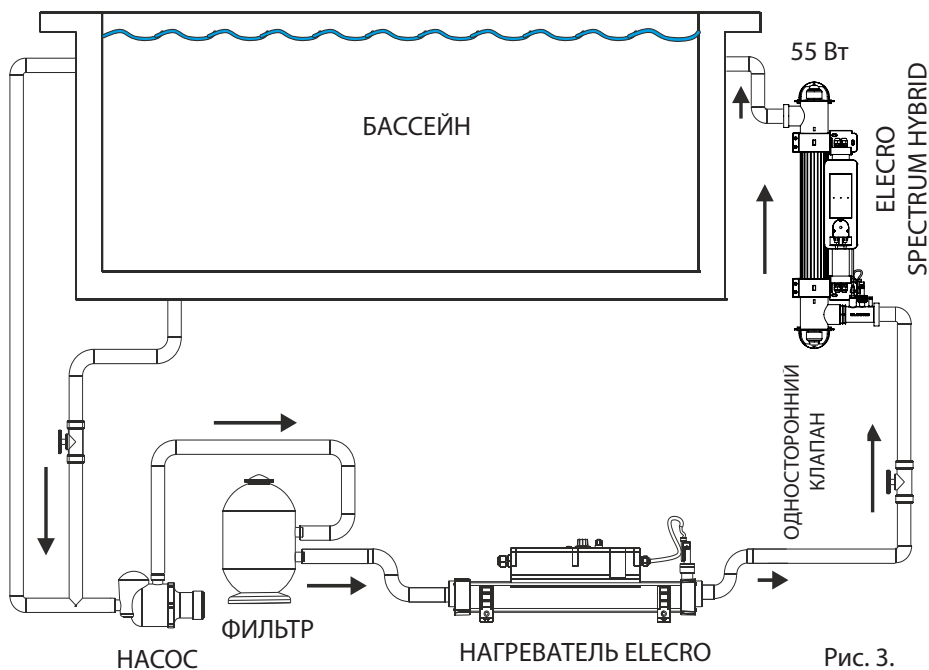 55 Вт
БАССЕЙН
ELECRO
SPECTRUM HYBRID
ОДНОСТОРОННИЙ
КЛАПАН
ФИЛЬТР
НАСОС
НАГРЕВАТЕЛЬ ELECRO
Рис. 3.